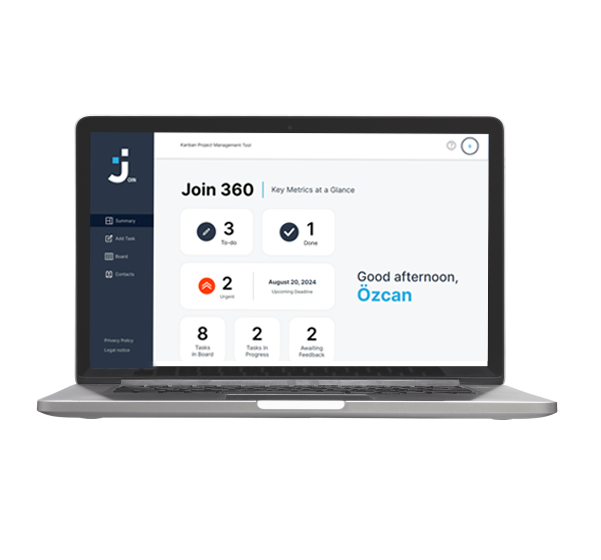 Kanban Project Management Tool
?
J
OIN
Join 360
Key Metrics at a Glance
Summary
Add Task
Board
Contacts
3
To-do
1
Done
2
Urgent
August 20, 2024
Upcoming Deadline
Good afternoon,
Özcan
8
Tasks
in Board
2
Tasks in
Progress
2
Awaiting
Feedback
Privacy Policy
Legal notice